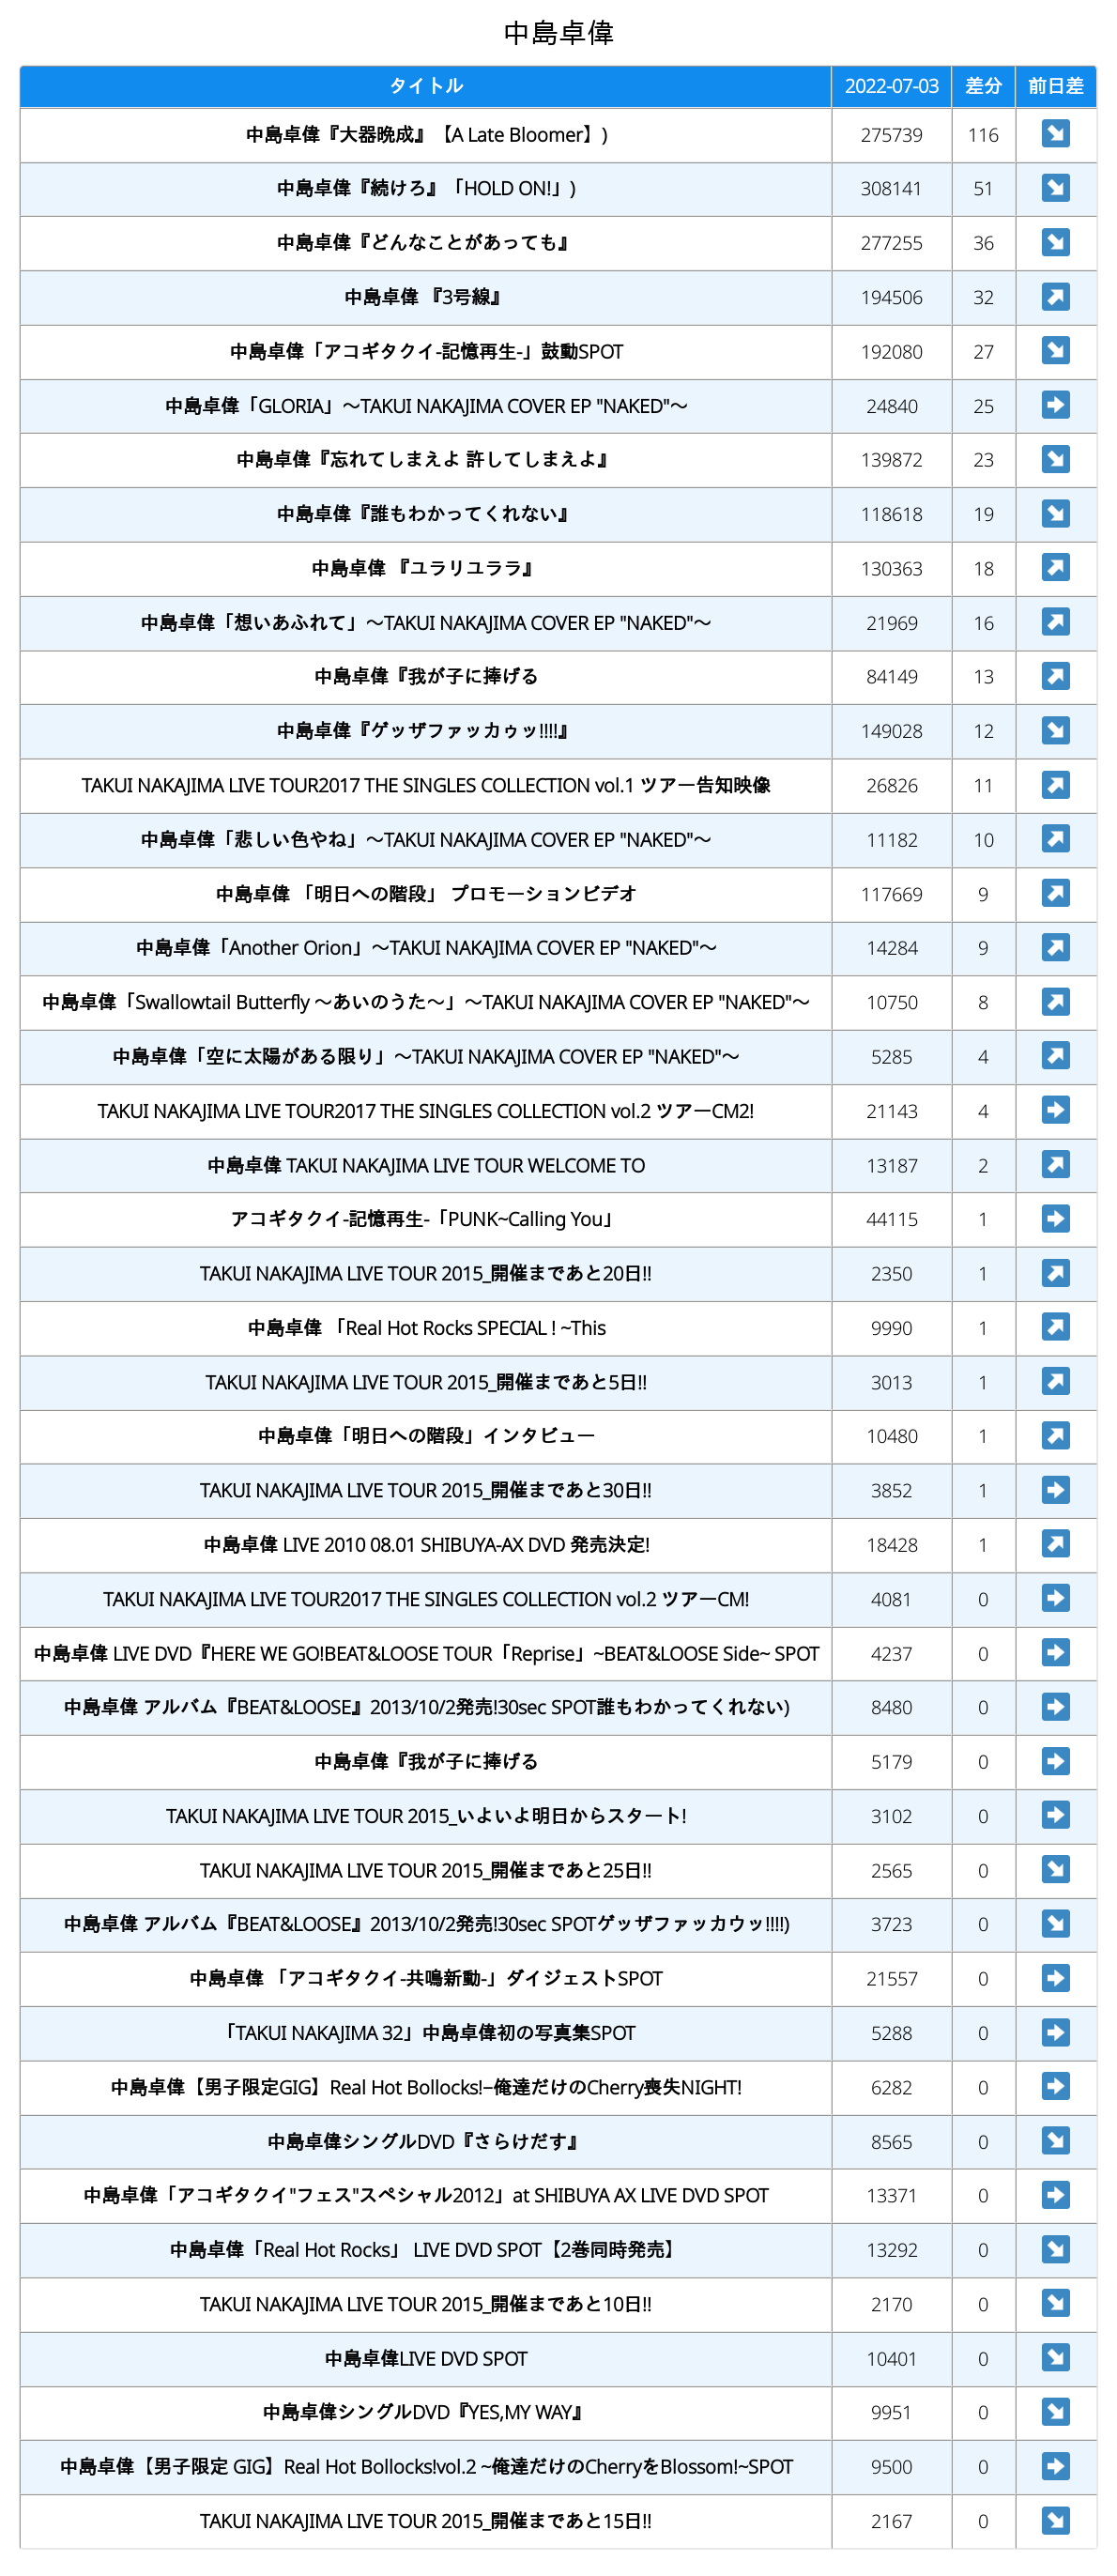 中島卓偉
タイトル 2022-07-03 差分 前日差
中島卓偉『大器晩成』【A Late Bloomer】) 275739 116 ↘
中島卓偉『続けろ』「HOLD ON!」) 308141 51 ↘
中島卓偉『どんなことがあっても』 277255 36 ↘
中島卓偉 『3号線』 194506 32 ↗
中島卓偉「アコギタクイ-記憶再生-」鼓動SPOT 192080 27 ↘
中島卓偉「GLORIA」〜TAKUI NAKAJIMA COVER EP "NAKED"〜 24840 25 ➡
中島卓偉『忘れてしまえよ 許してしまえよ』 139872 23 ↘
中島卓偉『誰もわかってくれない』 118618 19 ↘
中島卓偉 『ユラリユララ』 130363 18 ↗
中島卓偉「想いあふれて」〜TAKUI NAKAJIMA COVER EP "NAKED"〜 21969 16 ↗
中島卓偉『我が子に捧げる 84149 13 ↗
中島卓偉『ゲッザファッカゥッ!!!!』 149028 12 ↘
TAKUI NAKAJIMA LIVE TOUR2017 THE SINGLES COLLECTION vol.1 ツアー告知映像 26826 11 ↗
中島卓偉「悲しい色やね」〜TAKUI NAKAJIMA COVER EP "NAKED"〜 11182 10 ↗
中島卓偉 「明日への階段」 プロモーションビデオ 117669 9 ↗
中島卓偉「Another Orion」〜TAKUI NAKAJIMA COVER EP "NAKED"〜 14284 9 ↗
中島卓偉「Swallowtail Butterfly 〜あいのうた〜」〜TAKUI NAKAJIMA COVER EP "NAKED"〜 10750 8 ↗
中島卓偉「空に太陽がある限り」〜TAKUI NAKAJIMA COVER EP "NAKED"〜 5285 4 ↗
TAKUI NAKAJIMA LIVE TOUR2017 THE SINGLES COLLECTION vol.2 ツアーCM2! 21143 4 ➡
中島卓偉 TAKUI NAKAJIMA LIVE TOUR WELCOME TO 13187 2 ↗
アコギタクイ-記憶再生-「PUNK~Calling You」 44115 1 ➡
TAKUI NAKAJIMA LIVE TOUR 2015_開催まであと20日!! 2350 1 ↗
中島卓偉 「Real Hot Rocks SPECIAL ! ~This 9990 1 ↗
TAKUI NAKAJIMA LIVE TOUR 2015_開催まであと5日!! 3013 1 ↗
中島卓偉「明日への階段」インタビュー 10480 1 ↗
TAKUI NAKAJIMA LIVE TOUR 2015_開催まであと30日!! 3852 1 ➡
中島卓偉 LIVE 2010 08.01 SHIBUYA-AX DVD 発売決定! 18428 1 ↗
TAKUI NAKAJIMA LIVE TOUR2017 THE SINGLES COLLECTION vol.2 ツアーCM! 4081 0 ➡
中島卓偉 LIVE DVD『HERE WE GO!BEAT&LOOSE TOUR「Reprise」~BEAT&LOOSE Side~ SPOT 4237 0 ➡
中島卓偉 アルバム『BEAT&LOOSE』2013/10/2発売!30sec SPOT誰もわかってくれない) 8480 0 ➡
中島卓偉『我が子に捧げる 5179 0 ➡
TAKUI NAKAJIMA LIVE TOUR 2015_いよいよ明日からスタート! 3102 0 ➡
TAKUI NAKAJIMA LIVE TOUR 2015_開催まであと25日!! 2565 0 ↘
中島卓偉 アルバム『BEAT&LOOSE』2013/10/2発売!30sec SPOTゲッザファッカウッ!!!!) 3723 0 ↘
中島卓偉 「アコギタクイ-共鳴新動-」ダイジェストSPOT 21557 0 ➡
「TAKUI NAKAJIMA 32」中島卓偉初の写真集SPOT 5288 0 ➡
中島卓偉【男子限定GIG】Real Hot Bollocks!−俺達だけのCherry喪失NIGHT! 6282 0 ➡
中島卓偉シングルDVD『さらけだす』 8565 0 ↘
中島卓偉「アコギタクイ"フェス"スペシャル2012」at SHIBUYA AX LIVE DVD SPOT 13371 0 ➡
中島卓偉「Real Hot Rocks」 LIVE DVD SPOT【2巻同時発売】 13292 0 ↘
TAKUI NAKAJIMA LIVE TOUR 2015_開催まであと10日!! 2170 0 ↘
中島卓偉LIVE DVD SPOT 10401 0 ↘
中島卓偉シングルDVD『YES,MY WAY』 9951 0 ↘
中島卓偉【男子限定 GIG】Real Hot Bollocks!vol.2 ~俺達だけのCherryをBlossom!~SPOT 9500 0 ➡
TAKUI NAKAJIMA LIVE TOUR 2015_開催まであと15日!! 2167 0 ↘